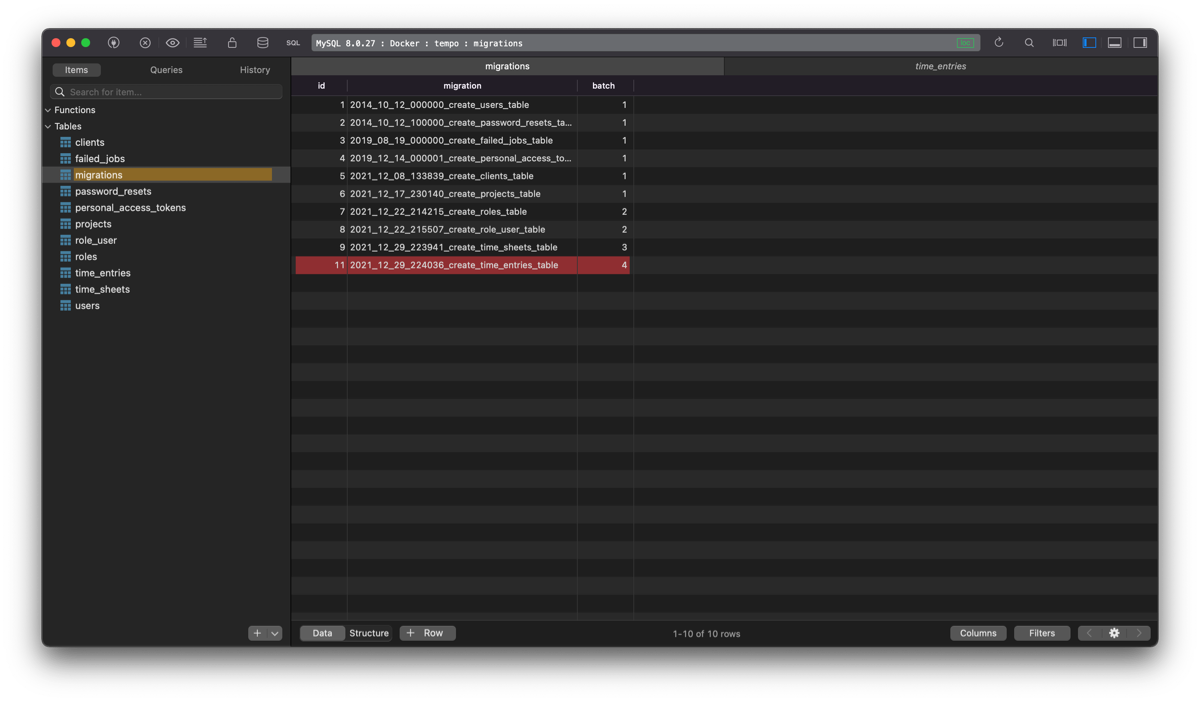 SQL
MySQL 8.0.27 : Docker : tempo : migrations
Items Queries History
Search for item...
Functions
Tables
clients
failed_jobs
migrations
password_resets
personal_access_tokens
projects
role_user
roles
time_entries
time_sheets
users
migrations time_entries
id migration batch
1 2014_10_12_000000_create_users_table 1
2 2014_10_12_100000_create_password_resets_ta... 1
3 2019_08_19_000000_create_failed_jobs_table 1
4 2019_12_14_000001_create_personal_access_to... 1
5 2021_12_08_133839_create_clients_table 1
6 2021_12_17_230140_create_projects_table 1
7 2021_12_22_214215_create_roles_table 2
8 2021_12_22_215507_create_role_user_table 2
9 2021_12_29_223941_create_time_sheets_table 3
11 2021_12_29_224036_create_time_entries_table 4
Data Structure + Row 1-10 of 10 rows Columns Filters